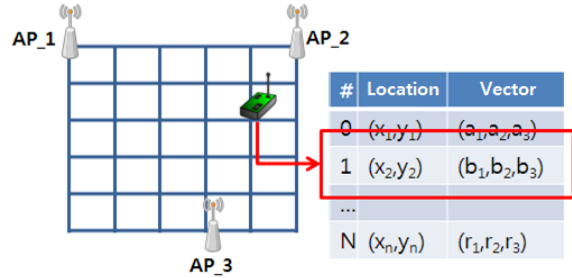 AP_1
AP_2
AP_3
# Location Vector
0 (x₁,y₁) (a₁,a₂,a₃)
1 (x₂,y₂) (b₁,b₂,b₃)
...
N (xₙ,yₙ) (r₁,r₂,r₃)